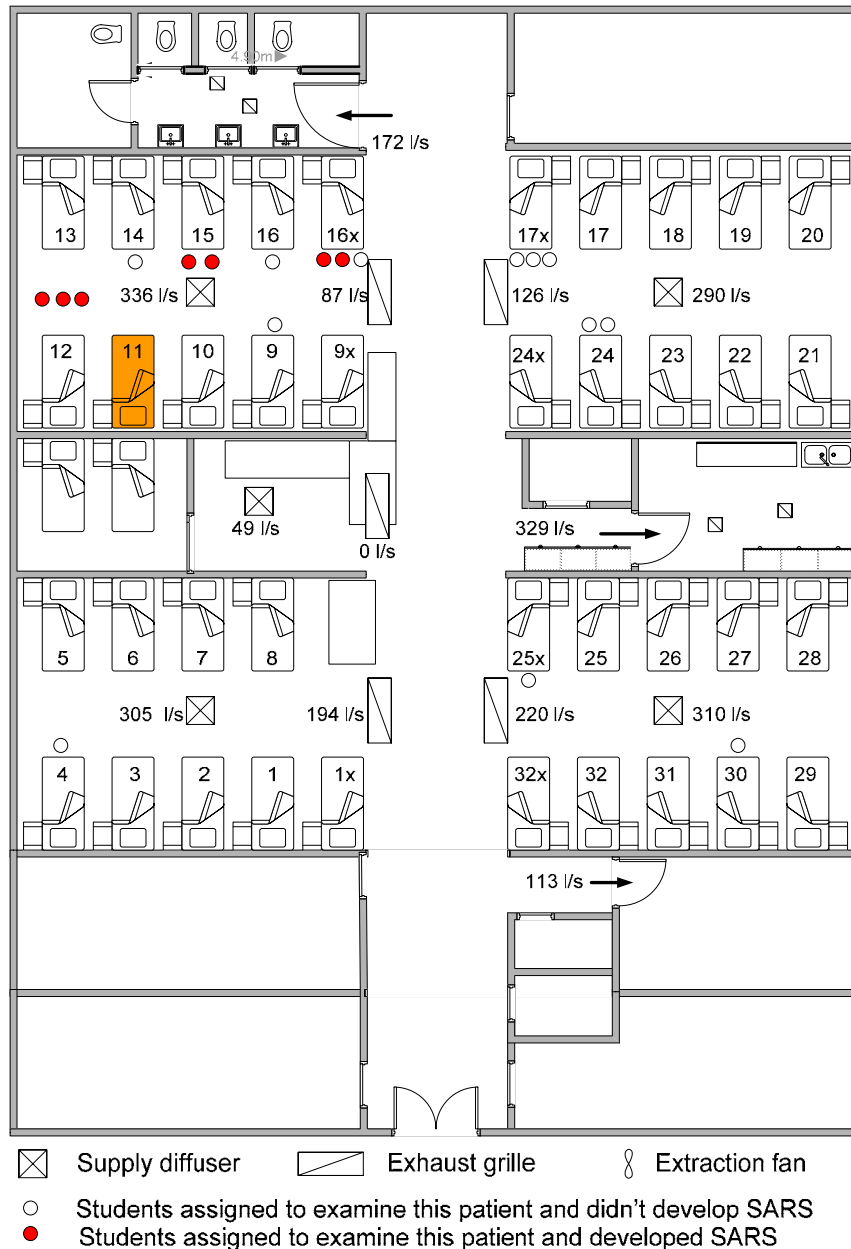 4.90m
172 l/s
13 14 15 16 16x 17x 17 18 19 20
336 l/s 87 l/s 126 l/s 290 l/s
12 11 10 9 9x 24x 24 23 22 21
49 l/s 0 l/s 329 l/s
5 6 7 8 25x 25 26 27 28
305 l/s 194 l/s 220 l/s 310 l/s
4 3 2 1 1x 32x 32 31 30 29
113 l/s
Supply diffuser Exhaust grille Extraction fan
Students assigned to examine this patient and didn't develop SARS
Students assigned to examine this patient and developed SARS